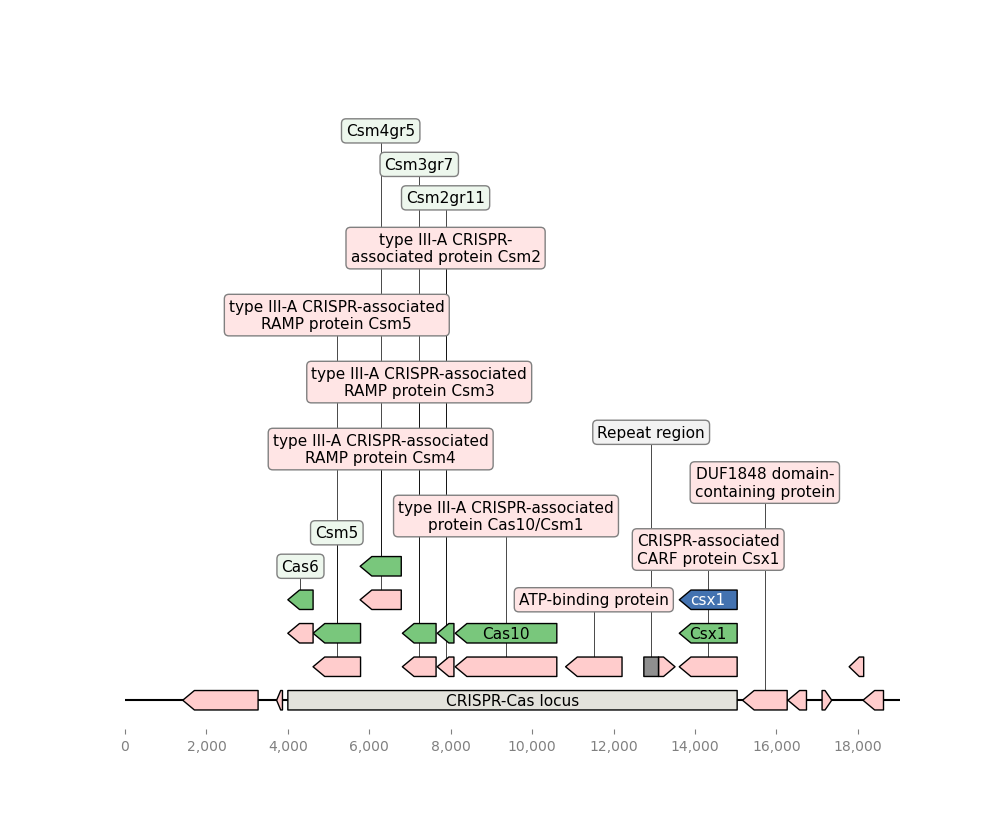 Csm4gr5
Csm3gr7
Csm2gr11
type III-A CRISPR-
associated protein Csm2
type III-A CRISPR-associated
RAMP protein Csm5
type III-A CRISPR-associated
RAMP protein Csm3
Repeat region
type III-A CRISPR-associated
RAMP protein Csm4
DUF1848 domain-
containing protein
type III-A CRISPR-associated
protein Cas10/Csm1
Csm5
CRISPR-associated
CARF protein Csx1
Cas6
ATP-binding protein
csx1
Cas10
Csx1
CRISPR-Cas locus
0 2,000 4,000 6,000 8,000 10,000 12,000 14,000 16,000 18,000